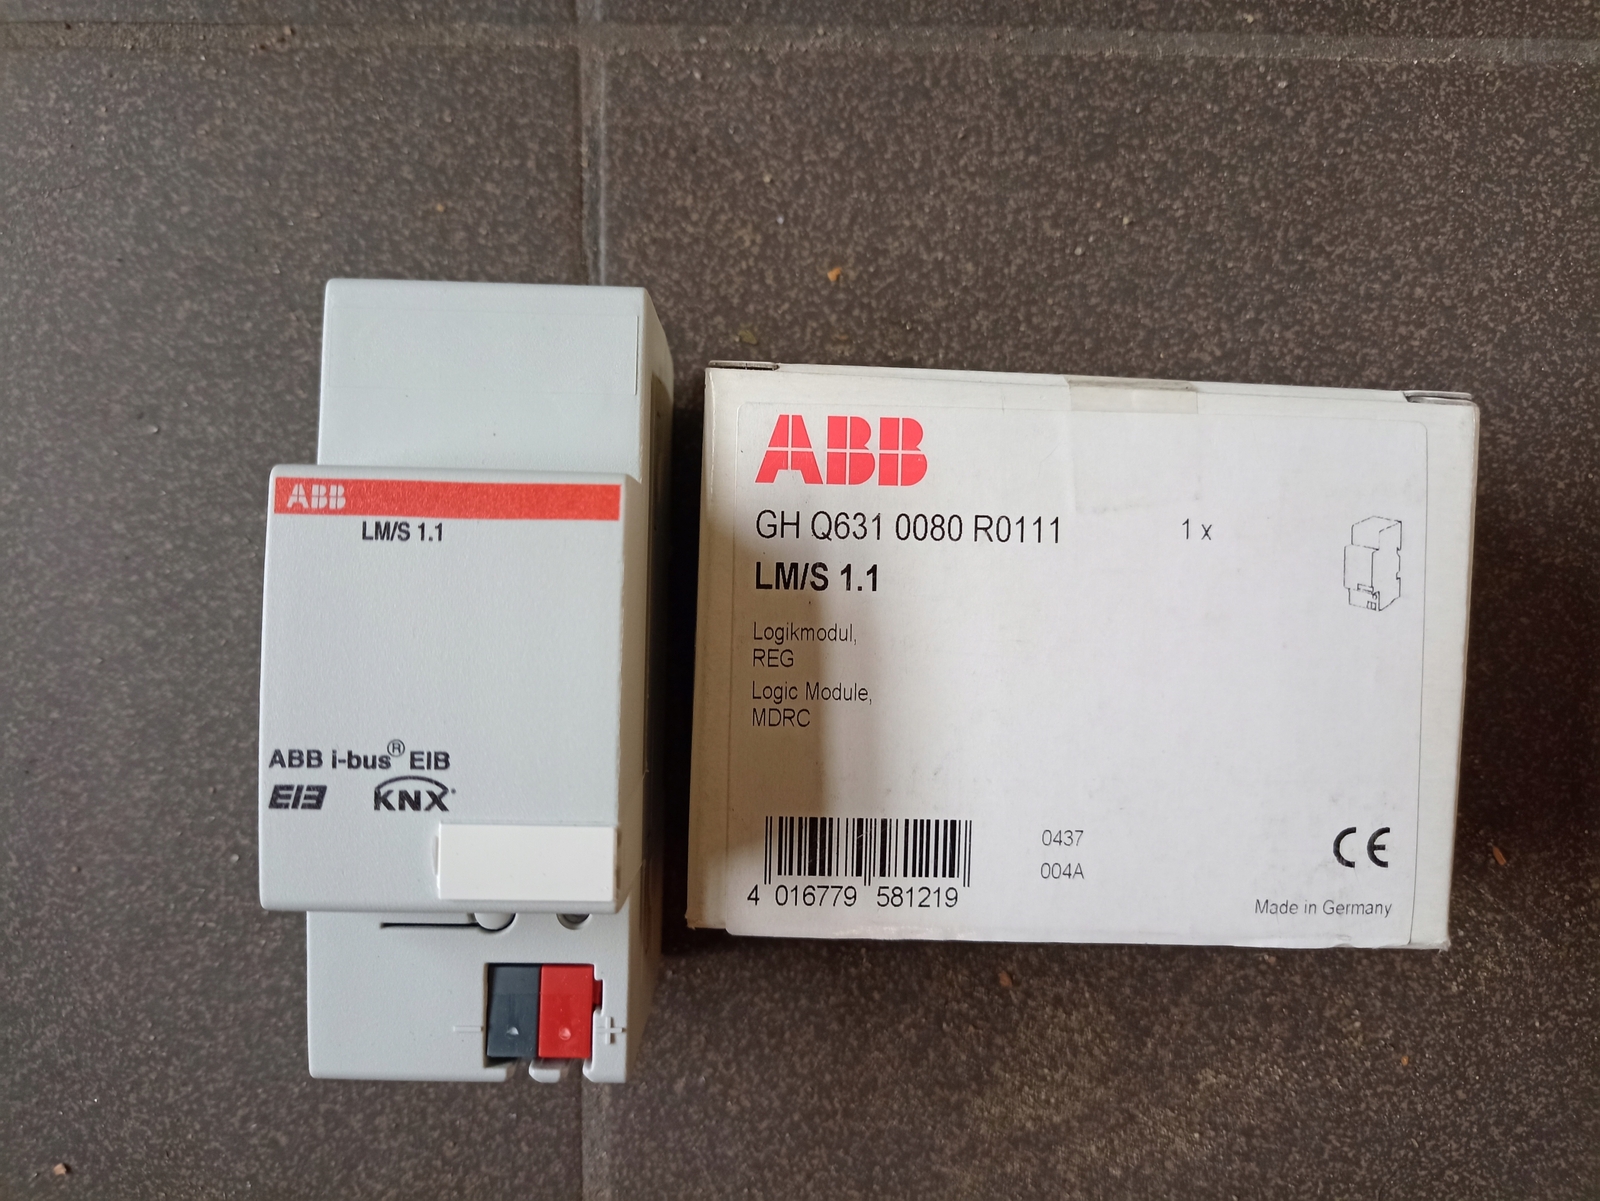 ABB
LM/S 1.1
ABB i-bus® EIB
EIB KNX
- +
ABB
GH Q631 0080 R0111 1 x
LM/S 1.1
Logikmodul,
REG
Logic Module,
MDRC
0437
004A
4 016779 581219
CE
Made in Germany